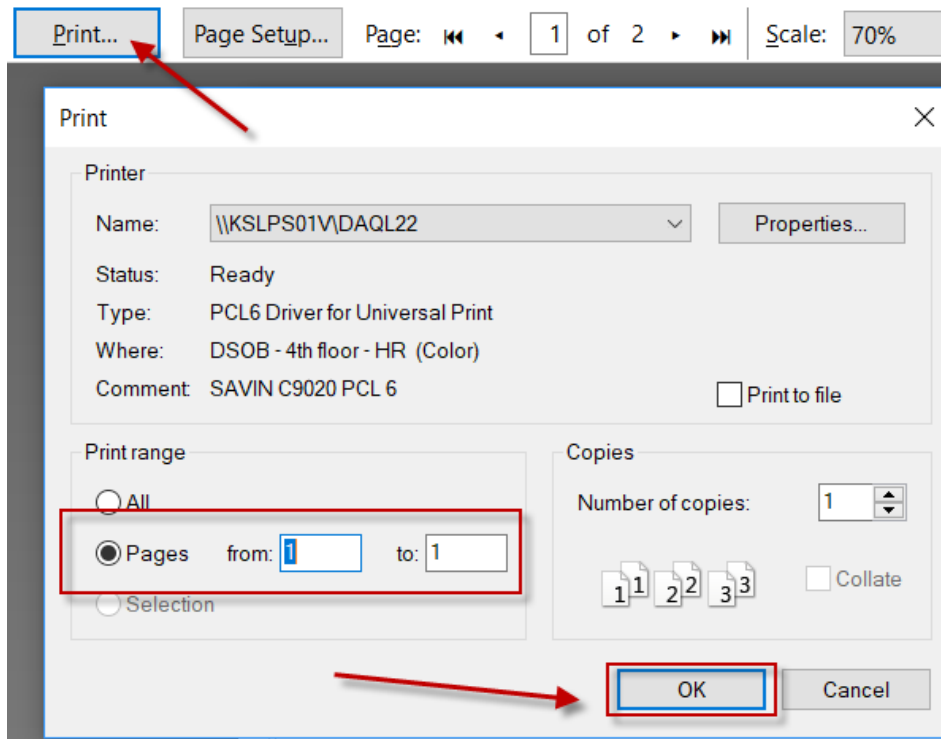 Print... Page Setup... Page: 1 of 2 Scale: 70%
Print
Printer
Name: \\KSLPS01V\DAQL22 Properties...
Status: Ready
Type: PCL6 Driver for Universal Print
Where: DSOB - 4th floor - HR (Color)
Comment: SAVIN C9020 PCL 6
Print to file
Print range Copies
All Number of copies: 1
Pages from: 1 to: 1
1 1 2 2 3 3 Collate
Selection
OK Cancel